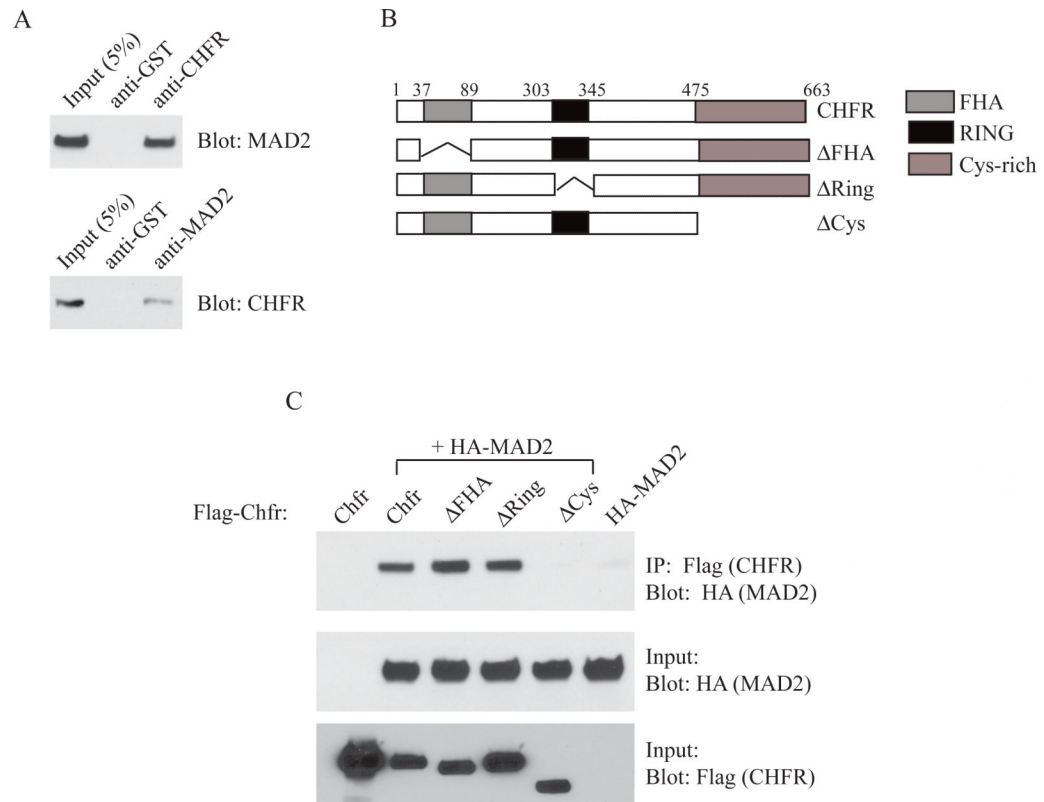 A
Input (5%) anti-GST anti-CHFR
Blot: MAD2
Input (5%) anti-GST anti-MAD2
Blot: CHFR
B
1 37 89 303 345 475 663
CHFR
ΔFHA
ΔRing
ΔCys
FHA
RING
Cys-rich
C
+ HA-MAD2
Flag-Chfr: Chfr Chfr ΔFHA ΔRing ΔCys HA-MAD2
IP: Flag (CHFR)
Blot: HA (MAD2)
Input:
Blot: HA (MAD2)
Input:
Blot: Flag (CHFR)